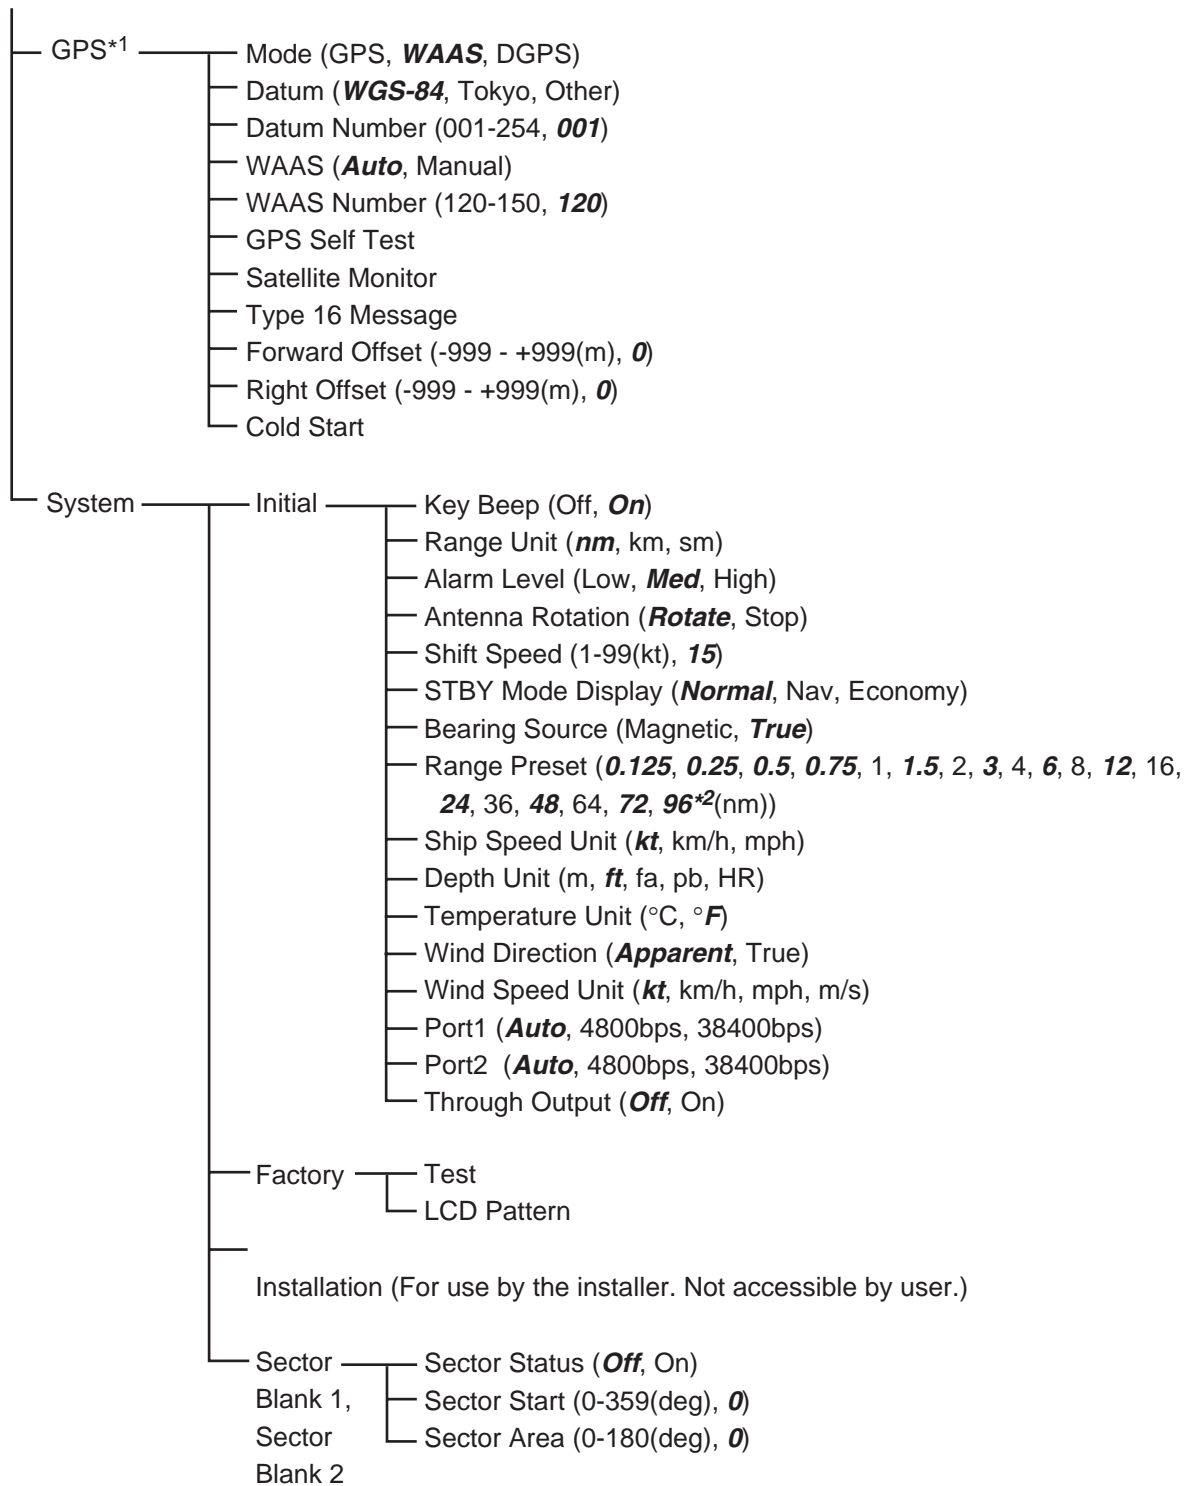 GPS*1
Mode (GPS, WAAS, DGPS)
Datum (WGS-84, Tokyo, Other)
Datum Number (001-254, 001)
WAAS (Auto, Manual)
WAAS Number (120-150, 120)
GPS Self Test
Satellite Monitor
Type 16 Message
Forward Offset (-999 - +999(m), 0)
Right Offset (-999 - +999(m), 0)
Cold Start
System
Initial
Key Beep (Off, On)
Range Unit (nm, km, sm)
Alarm Level (Low, Med, High)
Antenna Rotation (Rotate, Stop)
Shift Speed (1-99(kt), 15)
STBY Mode Display (Normal, Nav, Economy)
Bearing Source (Magnetic, True)
Range Preset (0.125, 0.25, 0.5, 0.75, 1, 1.5, 2, 3, 4, 6, 8, 12, 16,
24, 36, 48, 64, 72, 96*2(nm))
Ship Speed Unit (kt, km/h, mph)
Depth Unit (m, ft, fa, pb, HR)
Temperature Unit (°C, °F)
Wind Direction (Apparent, True)
Wind Speed Unit (kt, km/h, mph, m/s)
Port1 (Auto, 4800bps, 38400bps)
Port2 (Auto, 4800bps, 38400bps)
Through Output (Off, On)
Factory
Test
LCD Pattern
Installation (For use by the installer. Not accessible by user.)
Sector
Blank 1,
Sector
Blank 2
Sector Status (Off, On)
Sector Start (0-359(deg), 0)
Sector Area (0-180(deg), 0)